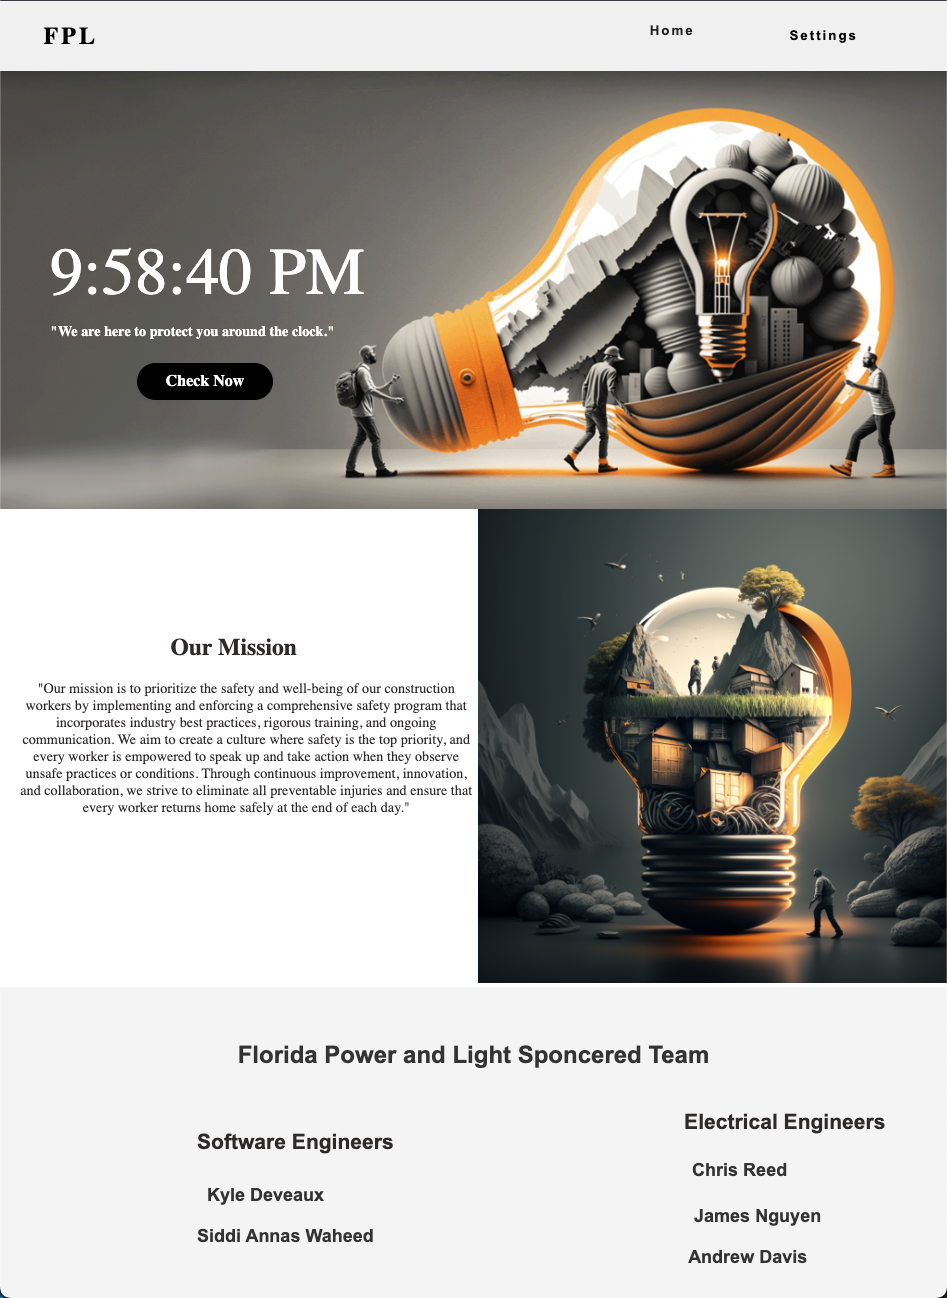 FPL
Home
Settings
9:58:40 PM
"We are here to protect you around the clock."
Check Now
Our Mission
"Our mission is to prioritize the safety and well-being of our construction
workers by implementing and enforcing a comprehensive safety program that
incorporates industry best practices, rigorous training, and ongoing
communication. We aim to create a culture where safety is the top priority, and
every worker is empowered to speak up and take action when they observe
unsafe practices or conditions. Through continuous improvement, innovation,
and collaboration, we strive to eliminate all preventable injuries and ensure that
every worker returns home safely at the end of each day."
Florida Power and Light Sponcered Team
Software Engineers
Kyle Deveaux
Siddi Annas Waheed
Electrical Engineers
Chris Reed
James Nguyen
Andrew Davis